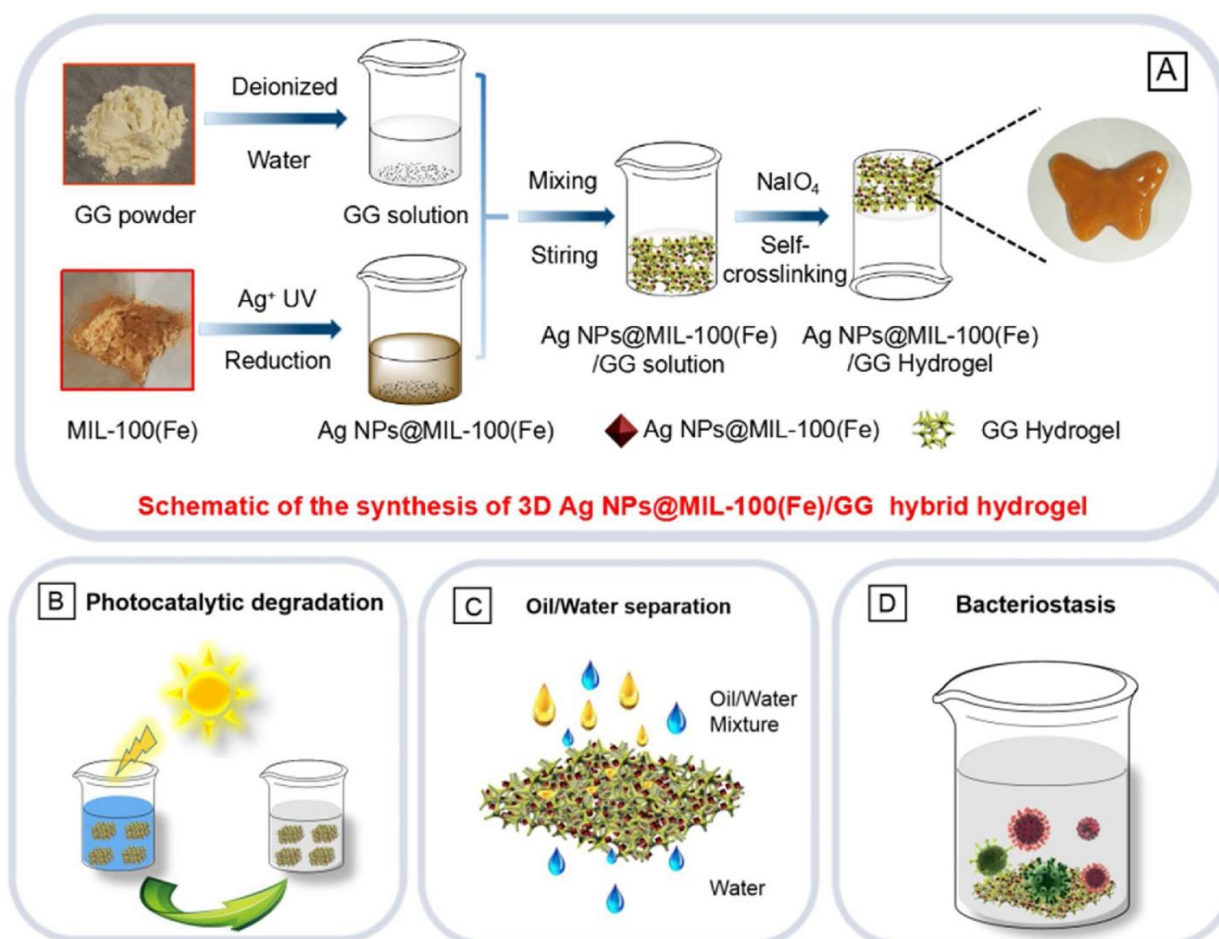 A
Deionized
Water
GG powder
GG solution
Mixing
Stiring
NaIO₄
Self-
crosslinking
Ag⁺ UV
Reduction
MIL-100(Fe)
Ag NPs@MIL-100(Fe)
Ag NPs@MIL-100(Fe)
/GG solution
Ag NPs@MIL-100(Fe)
/GG Hydrogel
Ag NPs@MIL-100(Fe)
GG Hydrogel
Schematic of the synthesis of 3D Ag NPs@MIL-100(Fe)/GG hybrid hydrogel
B Photocatalytic degradation
C Oil/Water separation
Oil/Water
Mixture
Water
D Bacteriostasis